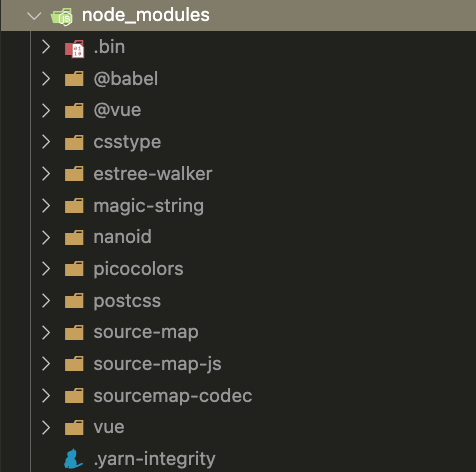 node_modules
.bin
@babel
@vue
csstype
estree-walker
magic-string
nanoid
picocolors
postcss
source-map
source-map-js
sourcemap-codec
vue
.yarn-integrity